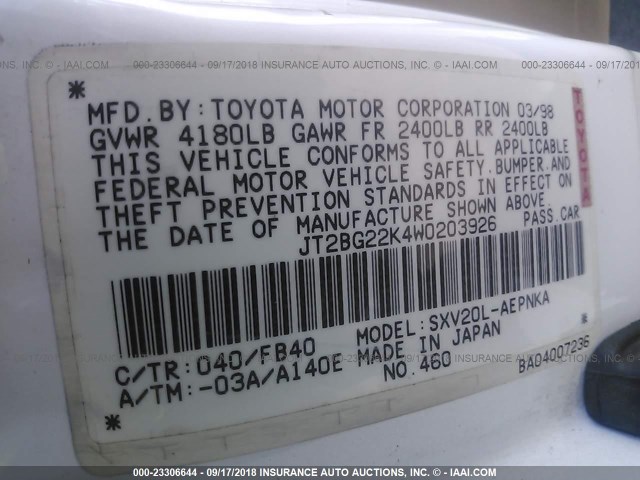 000-23306644 - 09/17/2018 INSURANCE AUTO AUCTIONS © - WWW.IAAI.COM
* MFD.BY:TOYOTA MOTOR CORPORATION 03/98
GVWR 4180LB GAWR FR 2400LB RR 2400LB
THIS VEHICLE CONFORMS TO ALL APPLICABLE
FEDERAL MOTOR VEHICLE SAFETY.BUMPER.AND
THEFT PREVENTION STANDARDS IN EFFECT ON
THE DATE OF MANUFACTURE SHOWN ABOVE.
JT2BG22K4W0203926 PASS.CAR
TOYOTA
MODEL:SXV20L-AEPNKA
C/TR:040/FB40 MADE IN JAPAN
A/TM:-03A/A140E NO.460 BA04007236
* *
000-23306644 - 09/17/2018 INSURANCE AUTO AUCTIONS © - WWW.IAAI.COM